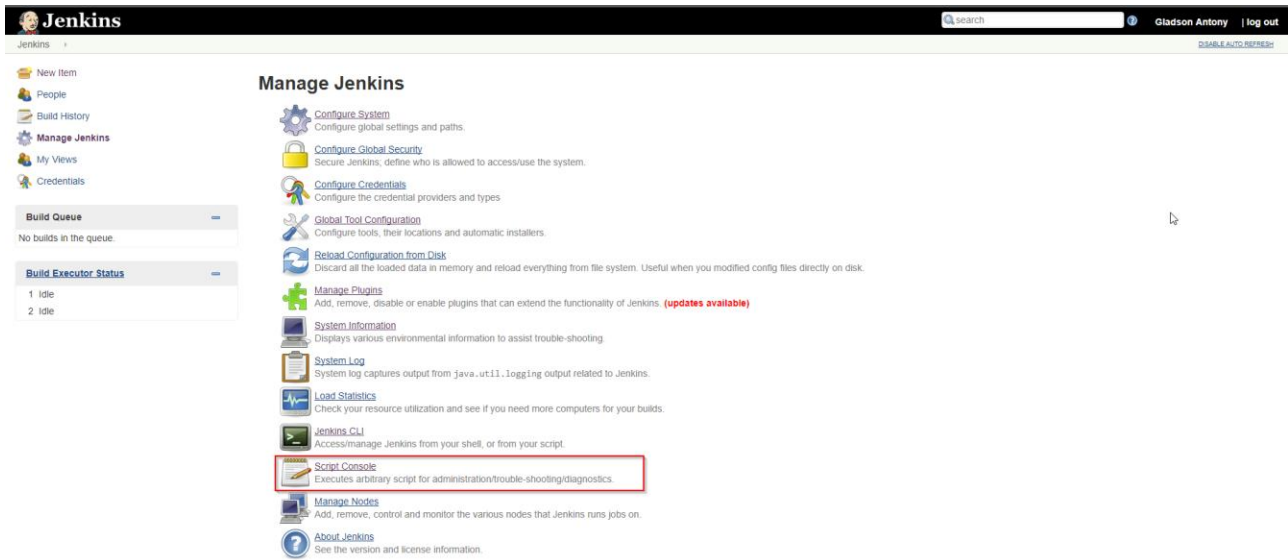 Jenkins
search
Gladson Antony | log out
Jenkins
DISABLE AUTO REFRESH
New Item
People
Build History
Manage Jenkins
My Views
Credentials
Build Queue
No builds in the queue.
Build Executor Status
1 Idle
2 Idle
Manage Jenkins
Configure System
Configure global settings and paths.
Configure Global Security
Secure Jenkins; define who is allowed to access/use the system.
Configure Credentials
Configure the credential providers and types
Global Tool Configuration
Configure tools, their locations and automatic installers.
Reload Configuration from Disk
Discard all the loaded data in memory and reload everything from file system. Useful when you modified config files directly on disk.
Manage Plugins
Add, remove, disable or enable plugins that can extend the functionality of Jenkins. (updates available)
System Information
Displays various environmental information to assist trouble-shooting.
System Log
System log captures output from java.util.logging output related to Jenkins.
Load Statistics
Check your resource utilization and see if you need more computers for your builds.
Jenkins CLI
Access/manage Jenkins from your shell, or from your script.
Script Console
Executes arbitrary script for administration/trouble-shooting/diagnostics.
Manage Nodes
Add, remove, control and monitor the various nodes that Jenkins runs jobs on.
About Jenkins
See the version and license information.